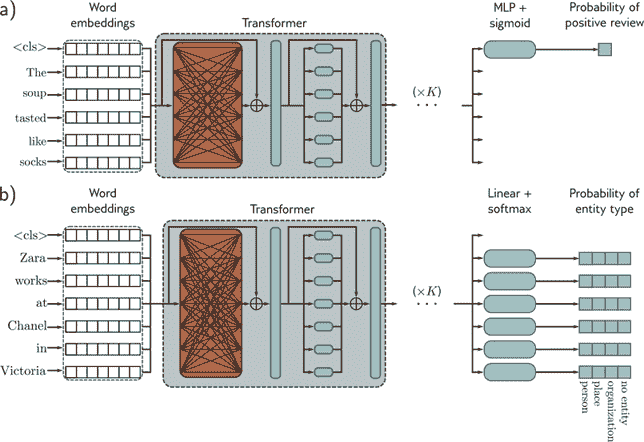 a)
Word
embeddings
Transformer
MLP +
sigmoid
Probability of
positive review
<cls>
The
soup
tasted
like
socks
(×K)
· · ·
b)
Word
embeddings
Transformer
Linear +
softmax
Probability of
entity type
<cls>
Zara
works
at
Chanel
in
Victoria
(×K)
· · ·
person
place
organization
no entity